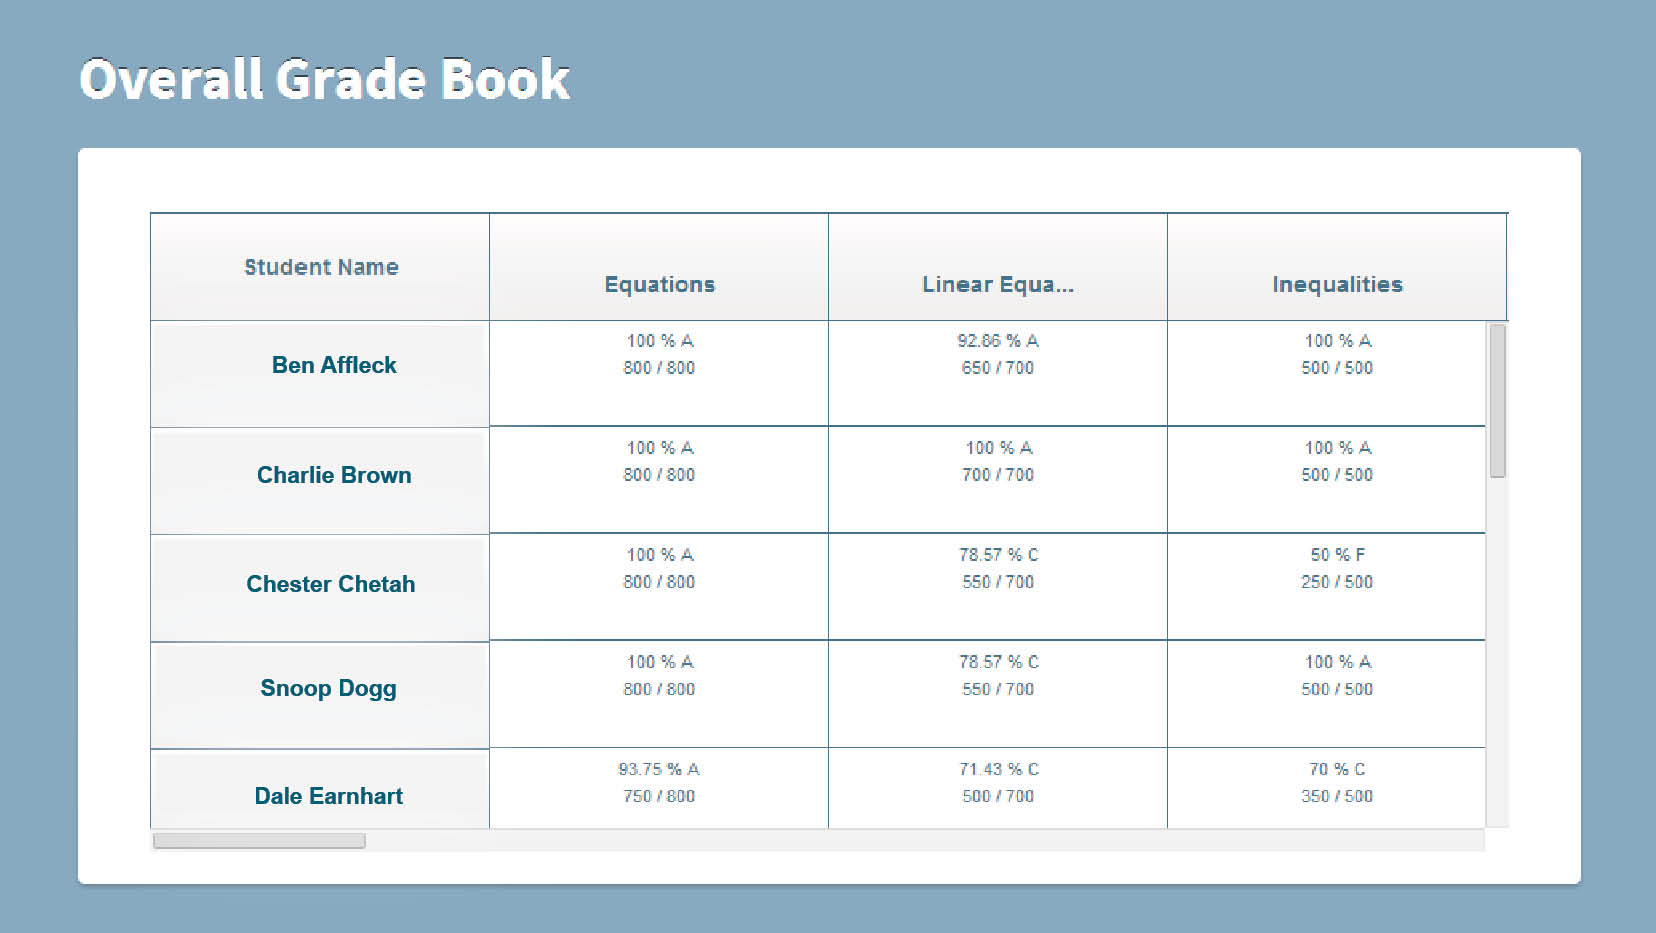 Overall Grade Book
Student Name
Equations
Linear Equa...
Inequalities
Ben Affleck
100 % A
800 / 800
92.86 % A
650 / 700
100 % A
500 / 500
Charlie Brown
100 % A
800 / 800
100 % A
700 / 700
100 % A
500 / 500
Chester Chetah
100 % A
800 / 800
78.57 % C
550 / 700
50 % F
250 / 500
Snoop Dogg
100 % A
800 / 800
78.57 % C
550 / 700
100 % A
500 / 500
Dale Earnhart
93.75 % A
750 / 800
71.43 % C
500 / 700
70 % C
350 / 500